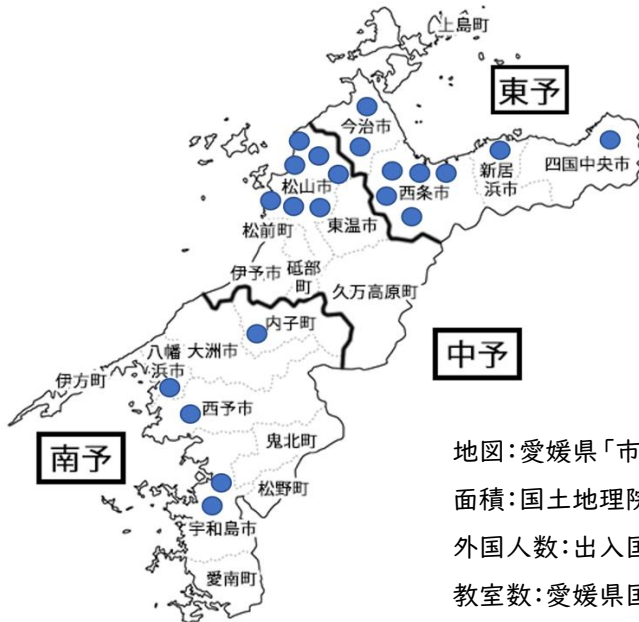 上島町
東予
今治市
新居
浜市
四国中央市
西条市
松山市
東温市
松前町
伊予市
砥部
町
久万高原町
内子町
中予
八幡
浜市
大洲市
伊方町
西予市
南予
鬼北町
松野町
宇和島市
愛南町
地図：愛媛県「市
面積：国土地理院
外国人数：出入国
教室数：愛媛県国